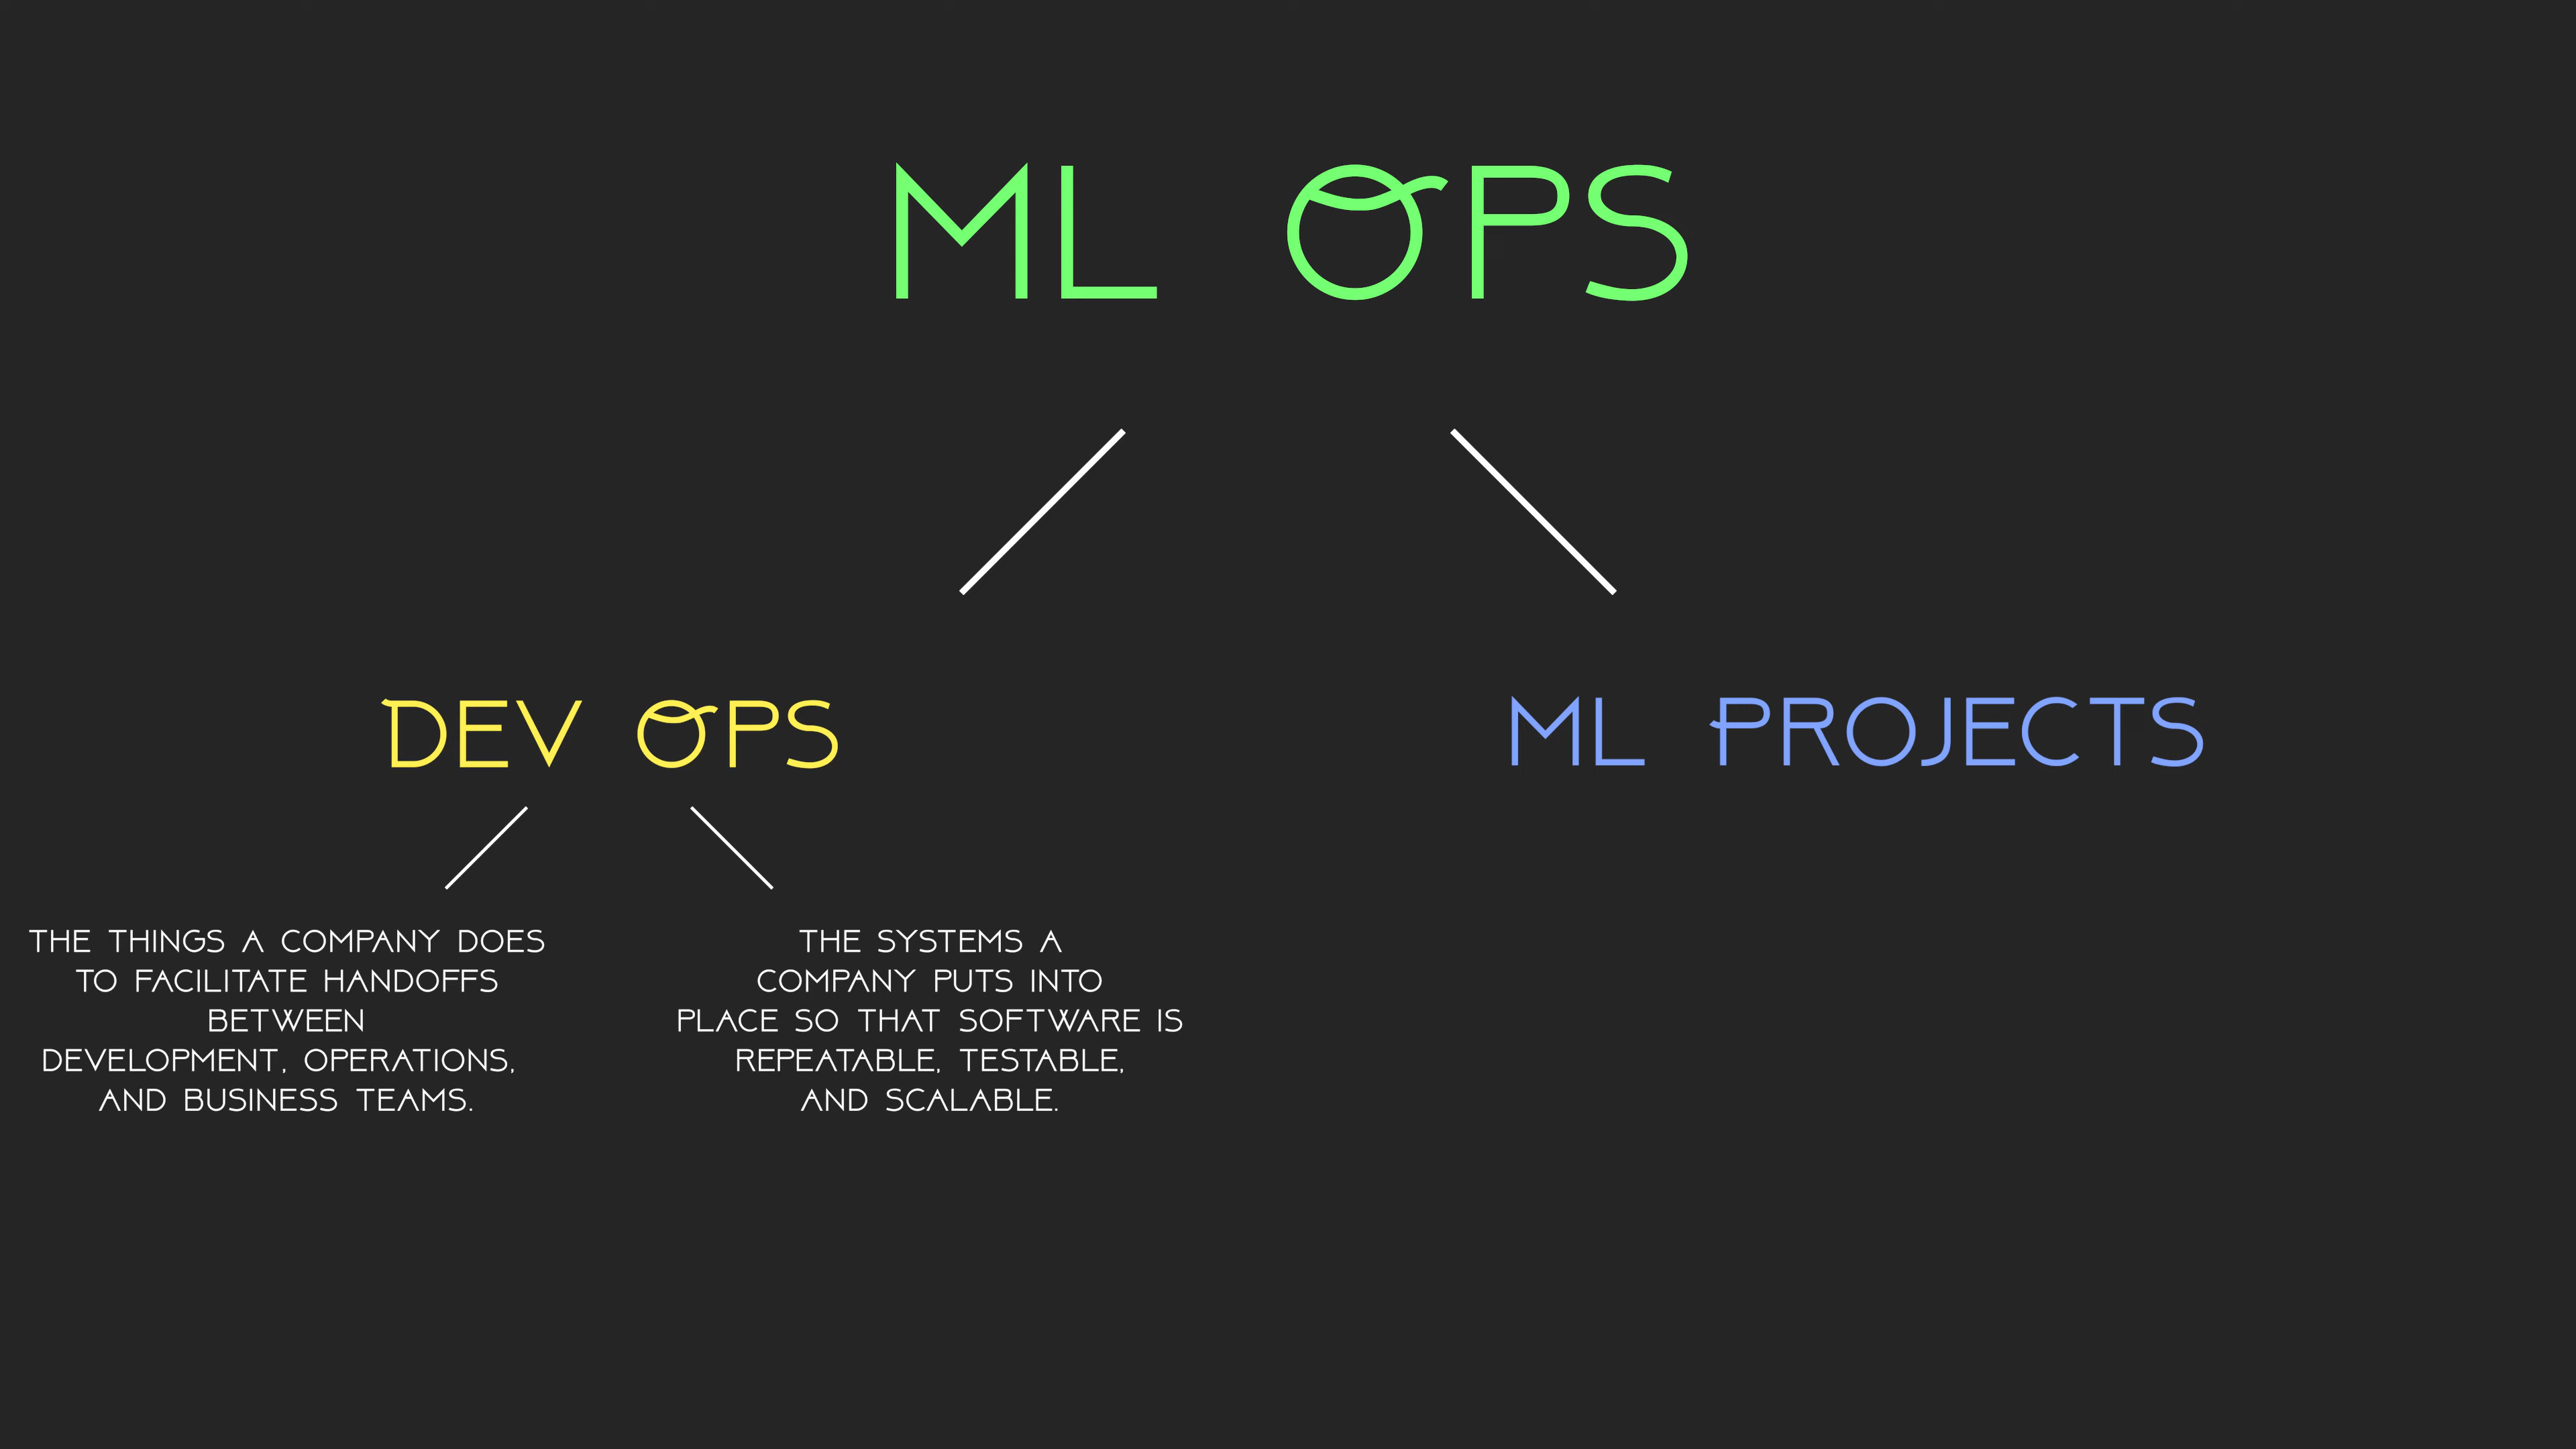 ML OPS
DEV OPS
ML PROJECTS
THE THINGS A COMPANY DOES
TO FACILITATE HANDOFFS
BETWEEN
DEVELOPMENT, OPERATIONS,
AND BUSINESS TEAMS.
THE SYSTEMS A
COMPANY PUTS INTO
PLACE SO THAT SOFTWARE IS
REPEATABLE, TESTABLE,
AND SCALABLE.